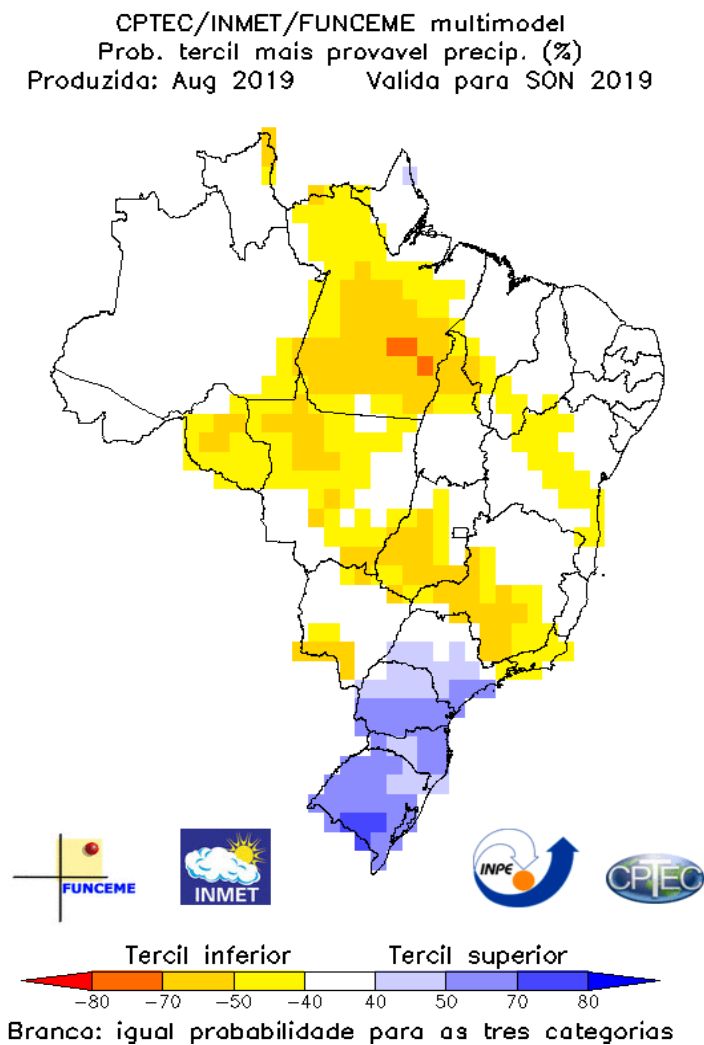 CPTEC/INMET/FUNCEME multimodel
Prob. tercil mais provavel precip. (%)
Produzida: Aug 2019 Valida para SON 2019
FUNCEME
INMET
INPE
CPTEC
Tercil inferior Tercil superior
-80 -70 -50 -40 40 50 70 80
Branca: igual probabilidade para as tres categorias